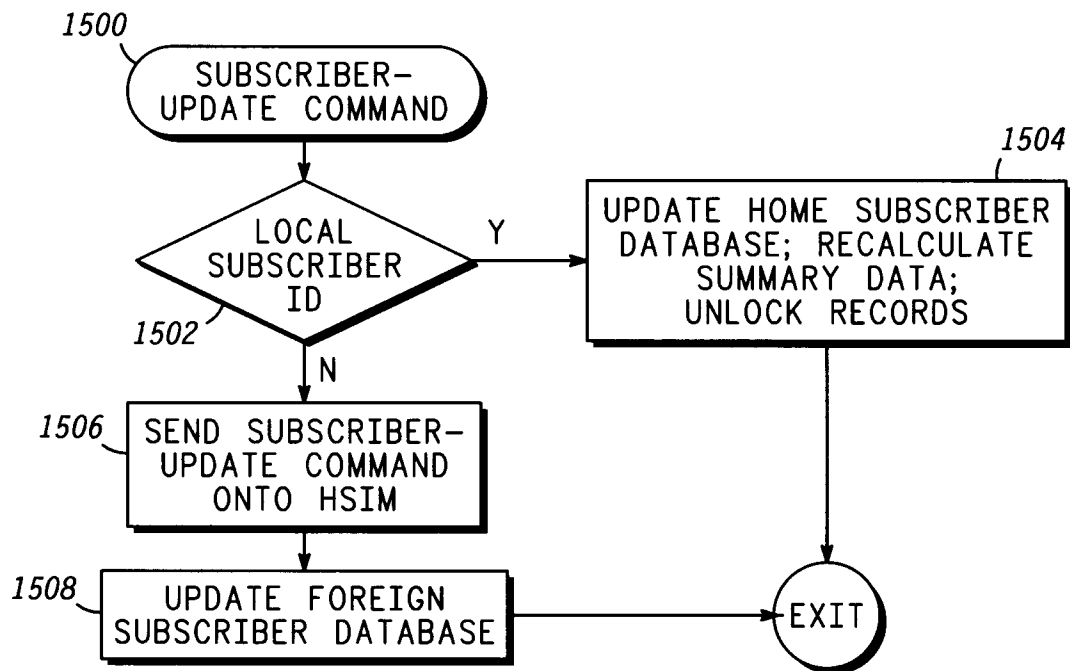 1500
SUBSCRIBER-
UPDATE COMMAND
1502
LOCAL
SUBSCRIBER
ID
Y
N
1504
UPDATE HOME SUBSCRIBER
DATABASE; RECALCULATE
SUMMARY DATA;
UNLOCK RECORDS
1506
SEND SUBSCRIBER-
UPDATE COMMAND
ONTO HSIM
1508
UPDATE FOREIGN
SUBSCRIBER DATABASE
EXIT